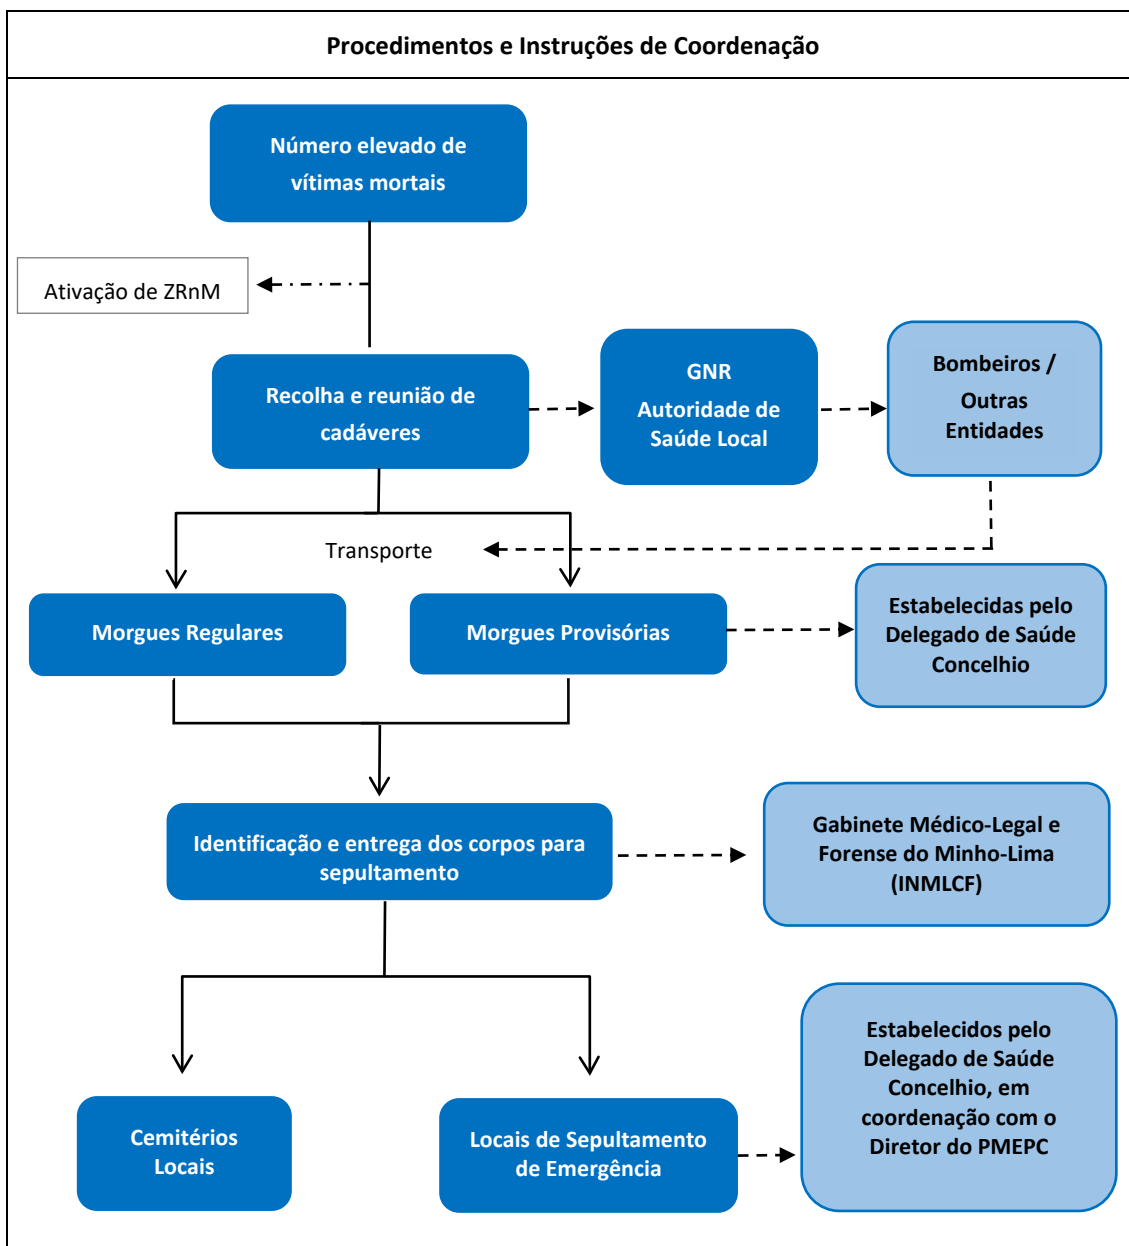 Procedimentos e Instruções de Coordenação
Número elevado de
vítimas mortais
Ativação de ZRnM
Recolha e reunião de
cadáveres
GNR
Autoridade de
Saúde Local
Bombeiros /
Outras
Entidades
Transporte
Morgues Regulares
Morgues Provisórias
Estabelecidas pelo
Delegado de Saúde
Concelhio
Identificação e entrega dos corpos para
sepultamento
Gabinete Médico-Legal e
Forense do Minho-Lima
(INMLCF)
Cemitérios
Locais
Locais de Sepultamento
de Emergência
Estabelecidos pelo
Delegado de Saúde
Concelhio, em
coordenação com o
Diretor do PMEPC